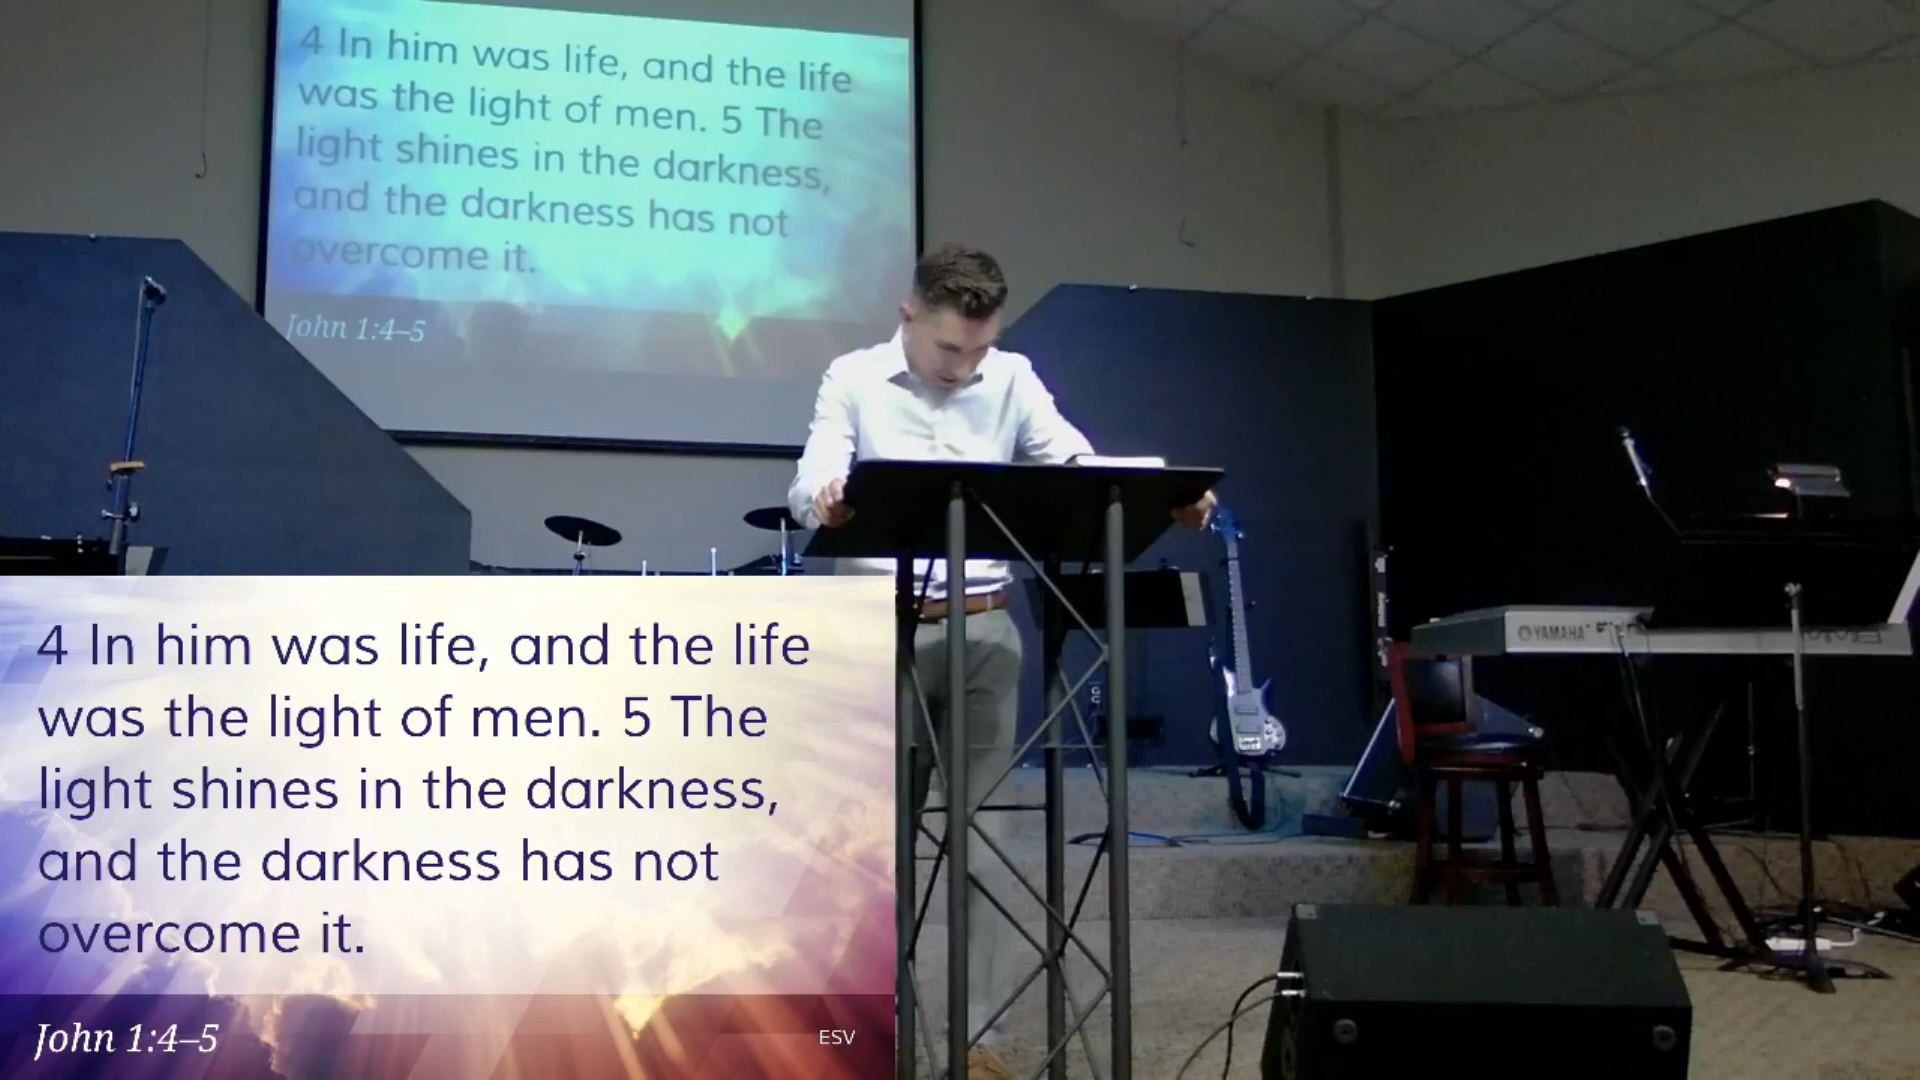 4 In him was life, and the life
was the light of men. 5 The
light shines in the darkness,
and the darkness has not
overcome it.
John 1:4–5
YAMAHA
4 In him was life, and the life
was the light of men. 5 The
light shines in the darkness,
and the darkness has not
overcome it.
John 1:4–5
ESV